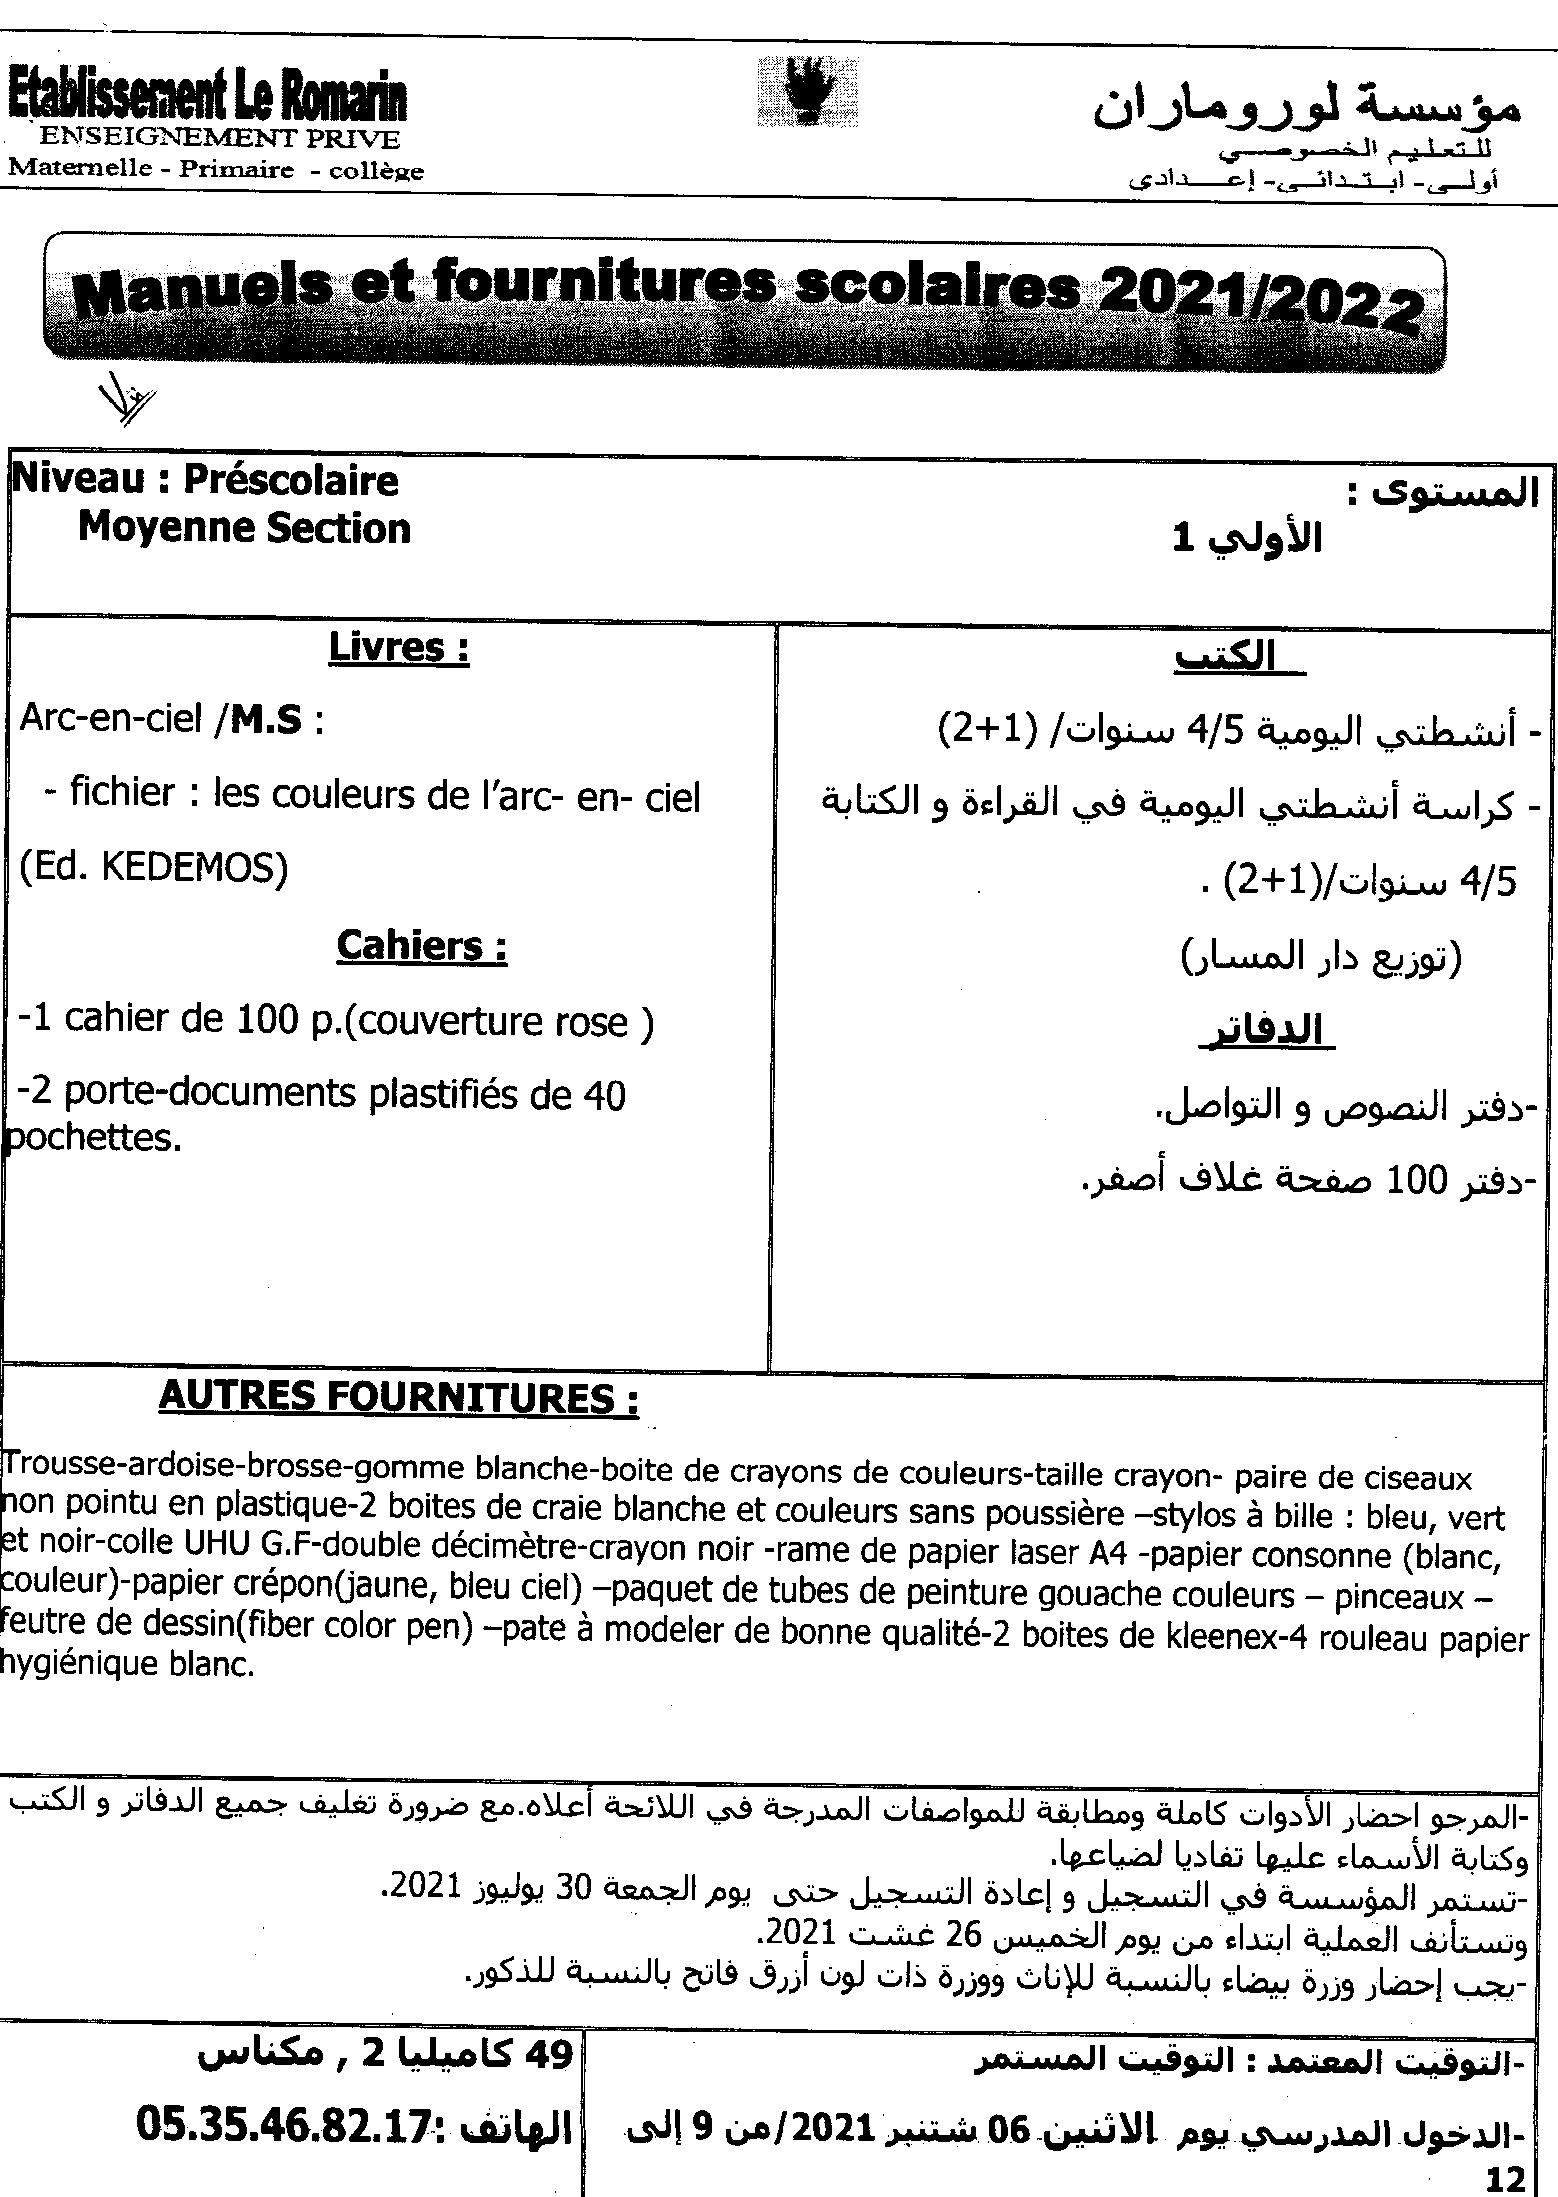 Etablissement Le Romarin
ENSEIGNEMENT PRIVE
Maternelle - Primaire - collège
مؤسسة لوروماران
للتعليم الخصوصي
أولى- ابتدائى- إعدادى
Manuels et fournitures scolaires 2021/2022
Niveau : Préscolaire
Moyenne Section
المستوى :
الأولي 1
Livres :
Arc-en-ciel /M.S :
- fichier : les couleurs de l'arc- en- ciel
(Ed. KEDEMOS)
Cahiers :
-1 cahier de 100 p.(couverture rose )
-2 porte-documents plastifiés de 40
pochettes.
الكتب
- أنشطتي اليومية 4/5 سنوات/ (1+2)
- كراسة أنشطتي اليومية في القراءة و الكتابة
4/5 سنوات/(1+2) .
(توزيع دار المسار)
الدفاتر
-دفتر النصوص و التواصل.
-دفتر 100 صفحة غلاف أصفر.
AUTRES FOURNITURES :
Trousse-ardoise-brosse-gomme blanche-boite de crayons de couleurs-taille crayon- paire de ciseaux
non pointu en plastique-2 boites de craie blanche et couleurs sans poussière –stylos à bille : bleu, vert
et noir-colle UHU G.F-double décimètre-crayon noir -rame de papier laser A4 -papier consonne (blanc,
couleur)-papier crépon(jaune, bleu ciel) –paquet de tubes de peinture gouache couleurs – pinceaux –
feutre de dessin(fiber color pen) –pate à modeler de bonne qualité-2 boites de kleenex-4 rouleau papier
hygiénique blanc.
-المرجو احضار الأدوات كاملة ومطابقة للمواصفات المدرجة في اللائحة أعلاه.مع ضرورة تغليف جميع الدفاتر و الكتب
وكتابة الأسماء عليها تفاديا لضياعها.
-تستمر المؤسسة في التسجيل و إعادة التسجيل حتى يوم الجمعة 30 يوليوز 2021.
وتستأنف العملية ابتداء من يوم الخميس 26 غشت 2021.
-يجب إحضار وزرة بيضاء بالنسبة للإناث ووزرة ذات لون أزرق فاتح بالنسبة للذكور.
-التوقيت المعتمد : التوقيت المستمر
-الدخول المدرسي يوم الاثنين 06 شتنبر 2021/من 9 إلى
12
49 كاميليا 2 , مكناس
الهاتف :05.35.46.82.17